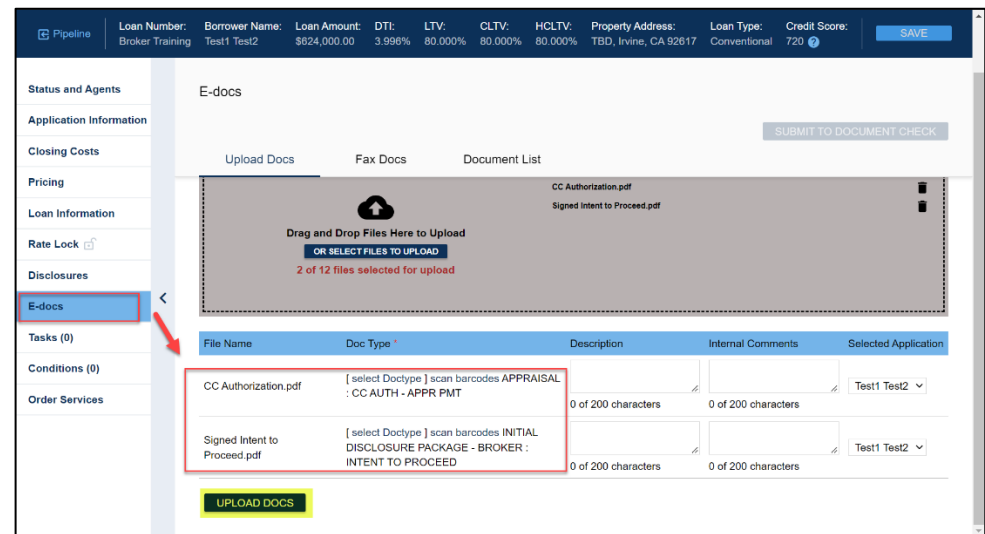 Pipeline
Loan Number: Borrower Name: Loan Amount: DTI: LTV: CLTV: HCLTV: Property Address: Loan Type: Credit Score:
Broker Training Test1 Test2 $624,000.00 3.996% 80.000% 80.000% 80.000% TBD, Irvine, CA 92617 Conventional 720 ?
SAVE
Status and Agents
Application Information
Closing Costs
Pricing
Loan Information
Rate Lock
Disclosures
E-docs
Tasks (0)
Conditions (0)
Order Services
E-docs
SUBMIT TO DOCUMENT CHECK
Upload Docs Fax Docs Document List
CC Authorization.pdf
Signed Intent to Proceed.pdf
Drag and Drop Files Here to Upload
OR SELECT FILES TO UPLOAD
2 of 12 files selected for upload
File Name Doc Type * Description Internal Comments Selected Application
CC Authorization.pdf
[ select Doctype ] scan barcodes APPRAISAL
: CC AUTH - APPR PMT
0 of 200 characters
0 of 200 characters
Test1 Test2
Signed Intent to
Proceed.pdf
[ select Doctype ] scan barcodes INITIAL
DISCLOSURE PACKAGE - BROKER :
INTENT TO PROCEED
0 of 200 characters
0 of 200 characters
Test1 Test2
UPLOAD DOCS